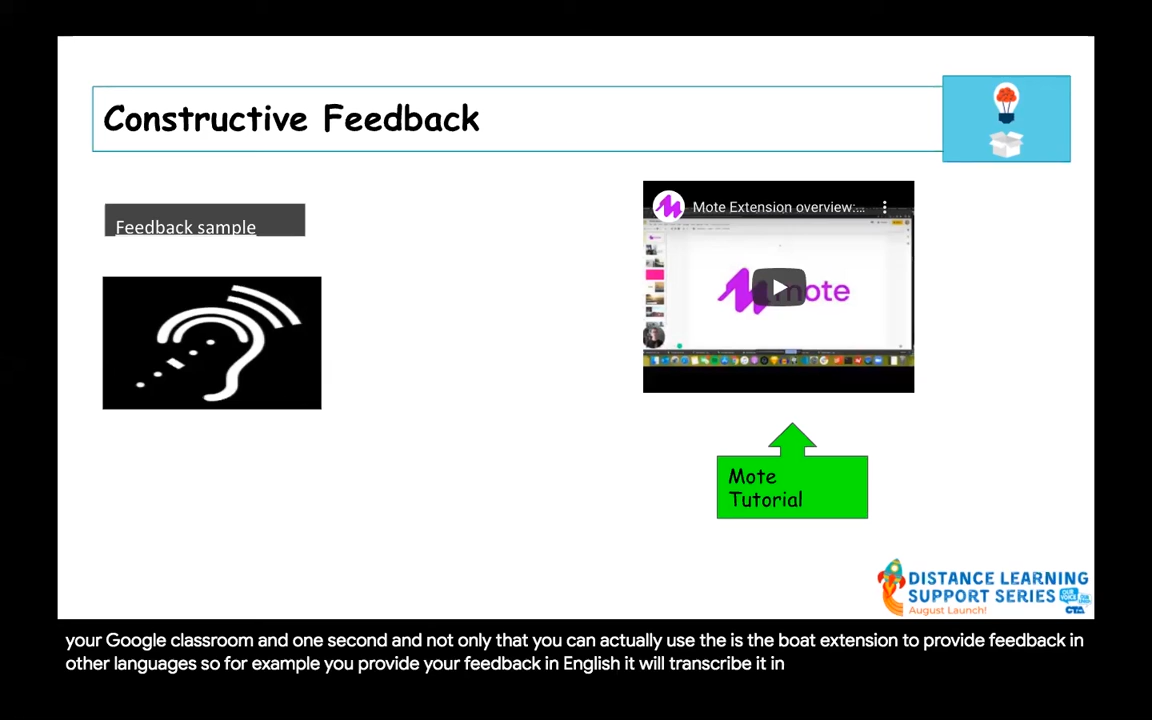 Constructive Feedback
Feedback sample
Mote Extension overview:...
mote
Mote
Tutorial
DISTANCE LEARNING
SUPPORT SERIES
August Launch!
CTA
your Google classroom and one second and not only that you can actually use the is the boat extension to provide feedback in
other languages so for example you provide your feedback in English it will transcribe it in